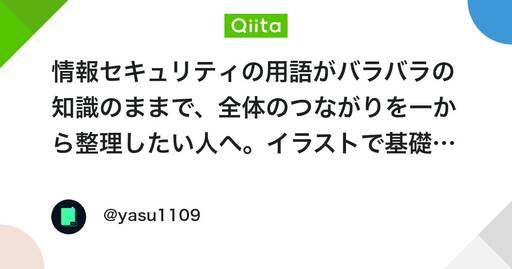 Qiita
情報セキュリティの用語がバラバラの
知識のままで、全体のつながりを一か
ら整理したい人へ。イラストで基礎…
@yasu1109